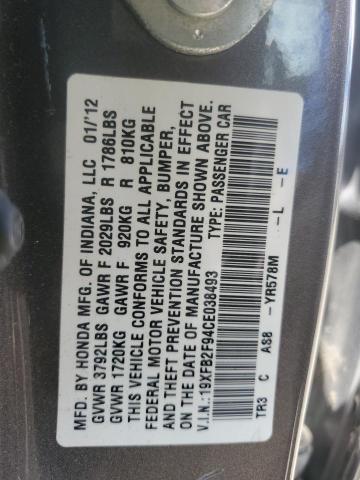 MFD. BY HONDA MFG. OF INDIANA, LLC 01/'12
GVWR 3792LBS GAWR F 2029LBS R 1786LBS
GVWR 1720KG GAWR F 920KG R 810KG
THIS VEHICLE CONFORMS TO ALL APPLICABLE
FEDERAL MOTOR VEHICLE SAFETY, BUMPER,
AND THEFT PREVENTION STANDARDS IN EFFECT
ON THE DATE OF MANUFACTURE SHOWN ABOVE.
V.I.N.: 19XFB2F94CE038493 TYPE: PASSENGER CAR
TR3 C AS8 -YR578M -L -E